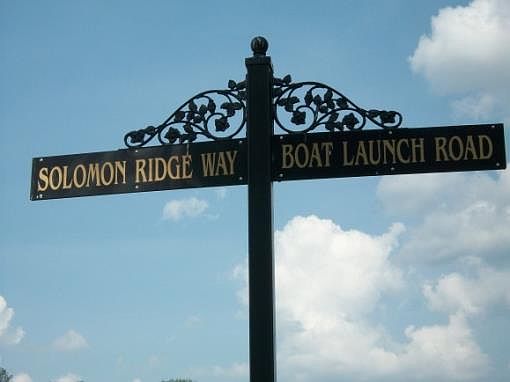 SOLOMON RIDGE WAY
BOAT LAUNCH ROAD